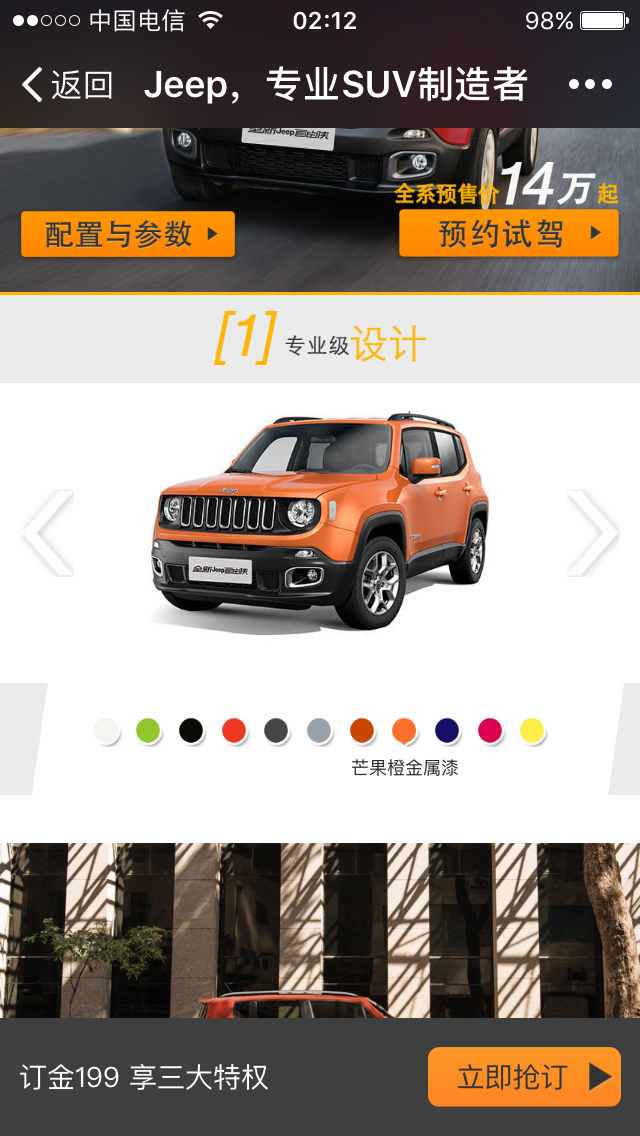 中国电信 02:12 98%
返回 Jeep，专业SUV制造者
全新Jeep自由侠
全系预售价14万起
配置与参数 预约试驾
[1] 专业级设计
Jeep
全新Jeep自由侠
芒果橙金属漆
订金199 享三大特权 立即抢订